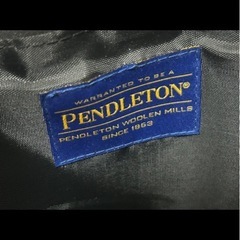 WARRANTED TO BE A
PENDLETON®
PENDLETON WOOLEN MILLS
SINCE 1863